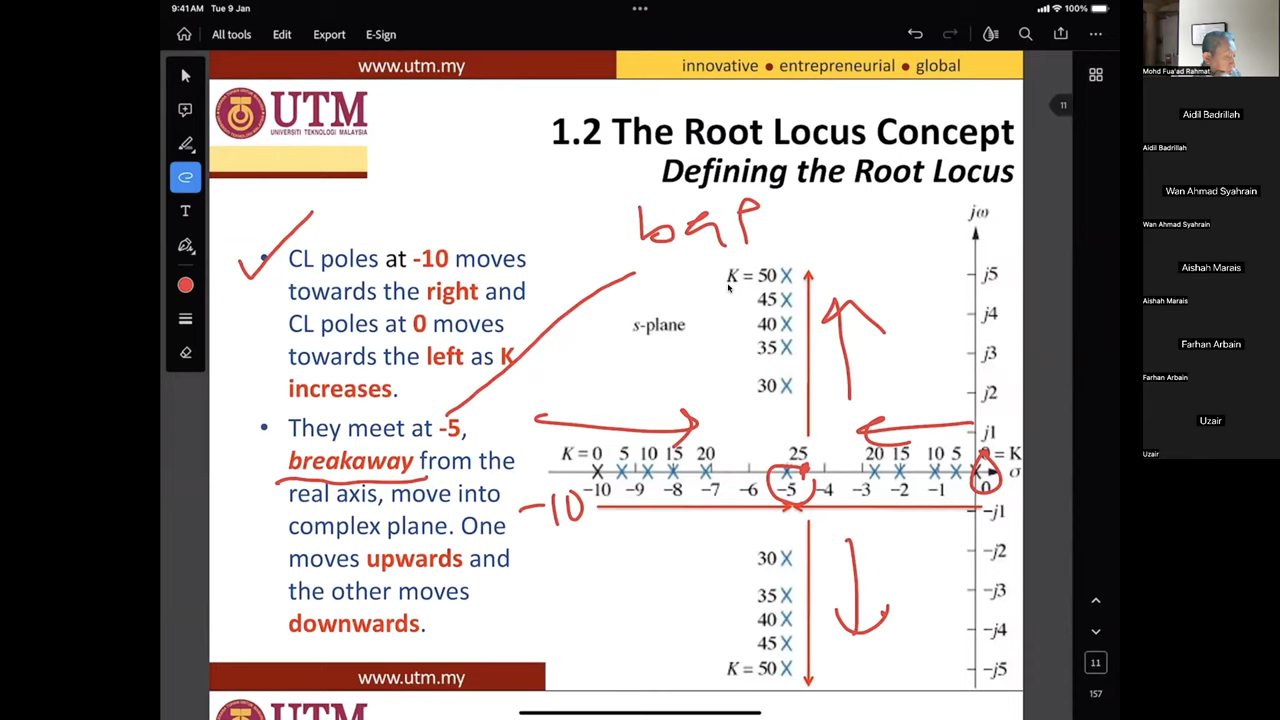 9:41AM Tue 9 Jan
100%
All tools Edit Export E-Sign
www.utm.my
innovative • entrepreneurial • global
UTM
UNIVERSITI TEKNOLOGI MALAYSIA
1.2 The Root Locus Concept
Defining the Root Locus
• CL poles at -10 moves
towards the right and
CL poles at 0 moves
towards the left as K
increases.
• They meet at -5,
breakaway from the
real axis, move into
complex plane. One
moves upwards and
the other moves
downwards.
bap
jω
K = 50 X j5
45 X
s-plane 40 X j4
35 X j3
30 X j2
j1
K = 0 5 10 15 20 25 20 15 10 5 0 = K
σ
−10 −9 −8 −7 −6 −5 −4 −3 −2 −1 0
-10
−j1
30 X −j2
35 X −j3
40 X −j4
45 X
K = 50 X −j5
www.utm.my
UTM
11
11
157
Mohd Fua'ad Rahmat
Aidil Badrillah
Aidil Badrillah
Wan Ahmad Syahrain
Wan Ahmad Syahrain
Aishah Marais
Aishah Marais
Farhan Arbain
Farhan Arbain
Uzair
Uzair